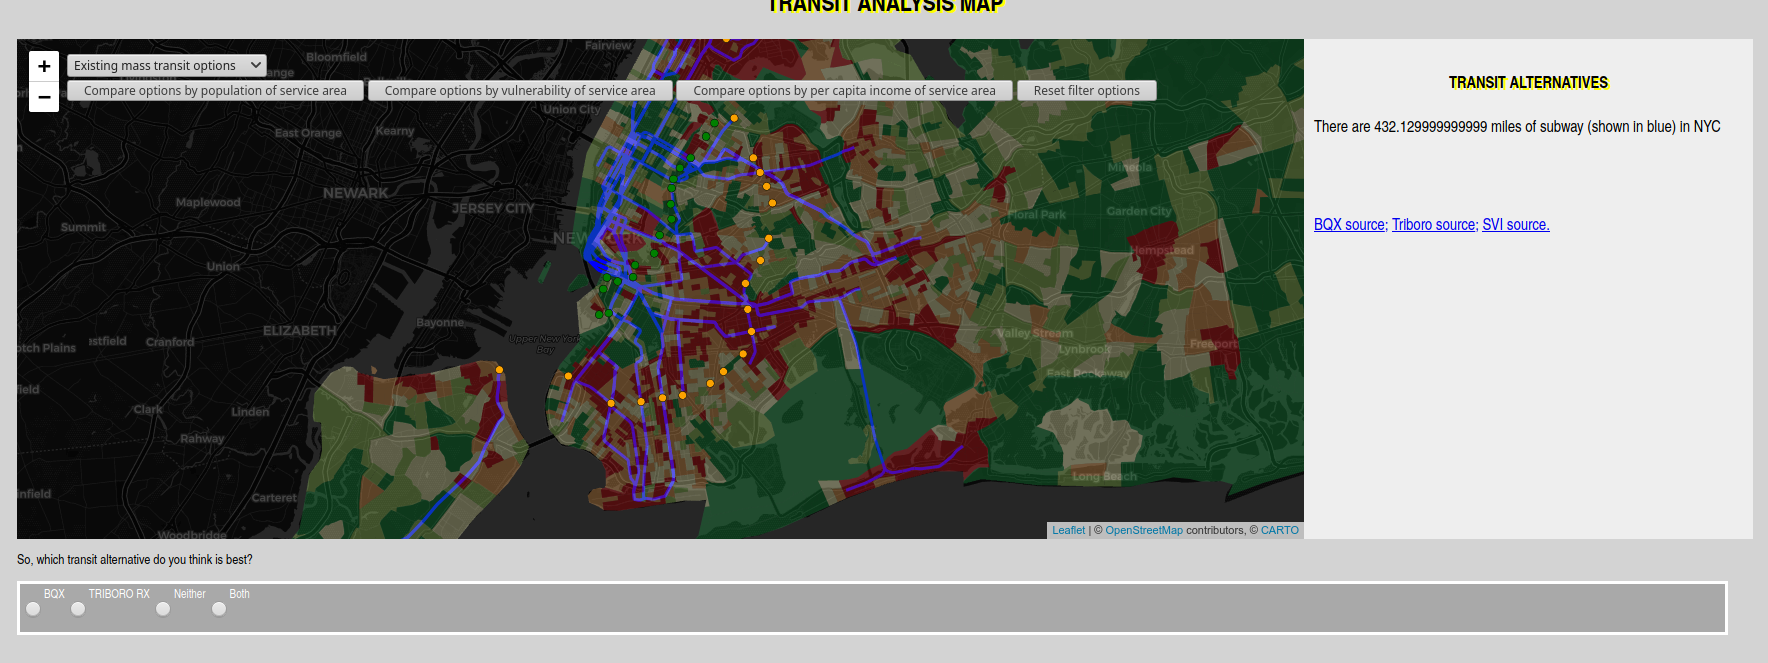 TRANSIT ANALYSIS MAP
+
−
Existing mass transit options
Compare options by population of service area
Compare options by vulnerability of service area
Compare options by per capita income of service area
Reset filter options
Fairview
Bloomfield
Union City
East Orange
Kearny
NEWARK
JERSEY CITY
Maplewood
Summit
Union
Bayonne
ELIZABETH
Cranford
otch Plains
estfield
Upper New York
Bay
field
Clark
Linden
Rahway
infield
Carteret
Woodbridge
Mineola
Floral Park
Garden City
Hempstead
Valley Stream
Lynbrook
Freeport
East Rockaway
Long Beach
Leaflet | © OpenStreetMap contributors, © CARTO
TRANSIT ALTERNATIVES
There are 432.129999999999 miles of subway (shown in blue) in NYC
BQX source; Triboro source; SVI source.
So, which transit alternative do you think is best?
BQX TRIBORO RX Neither Both